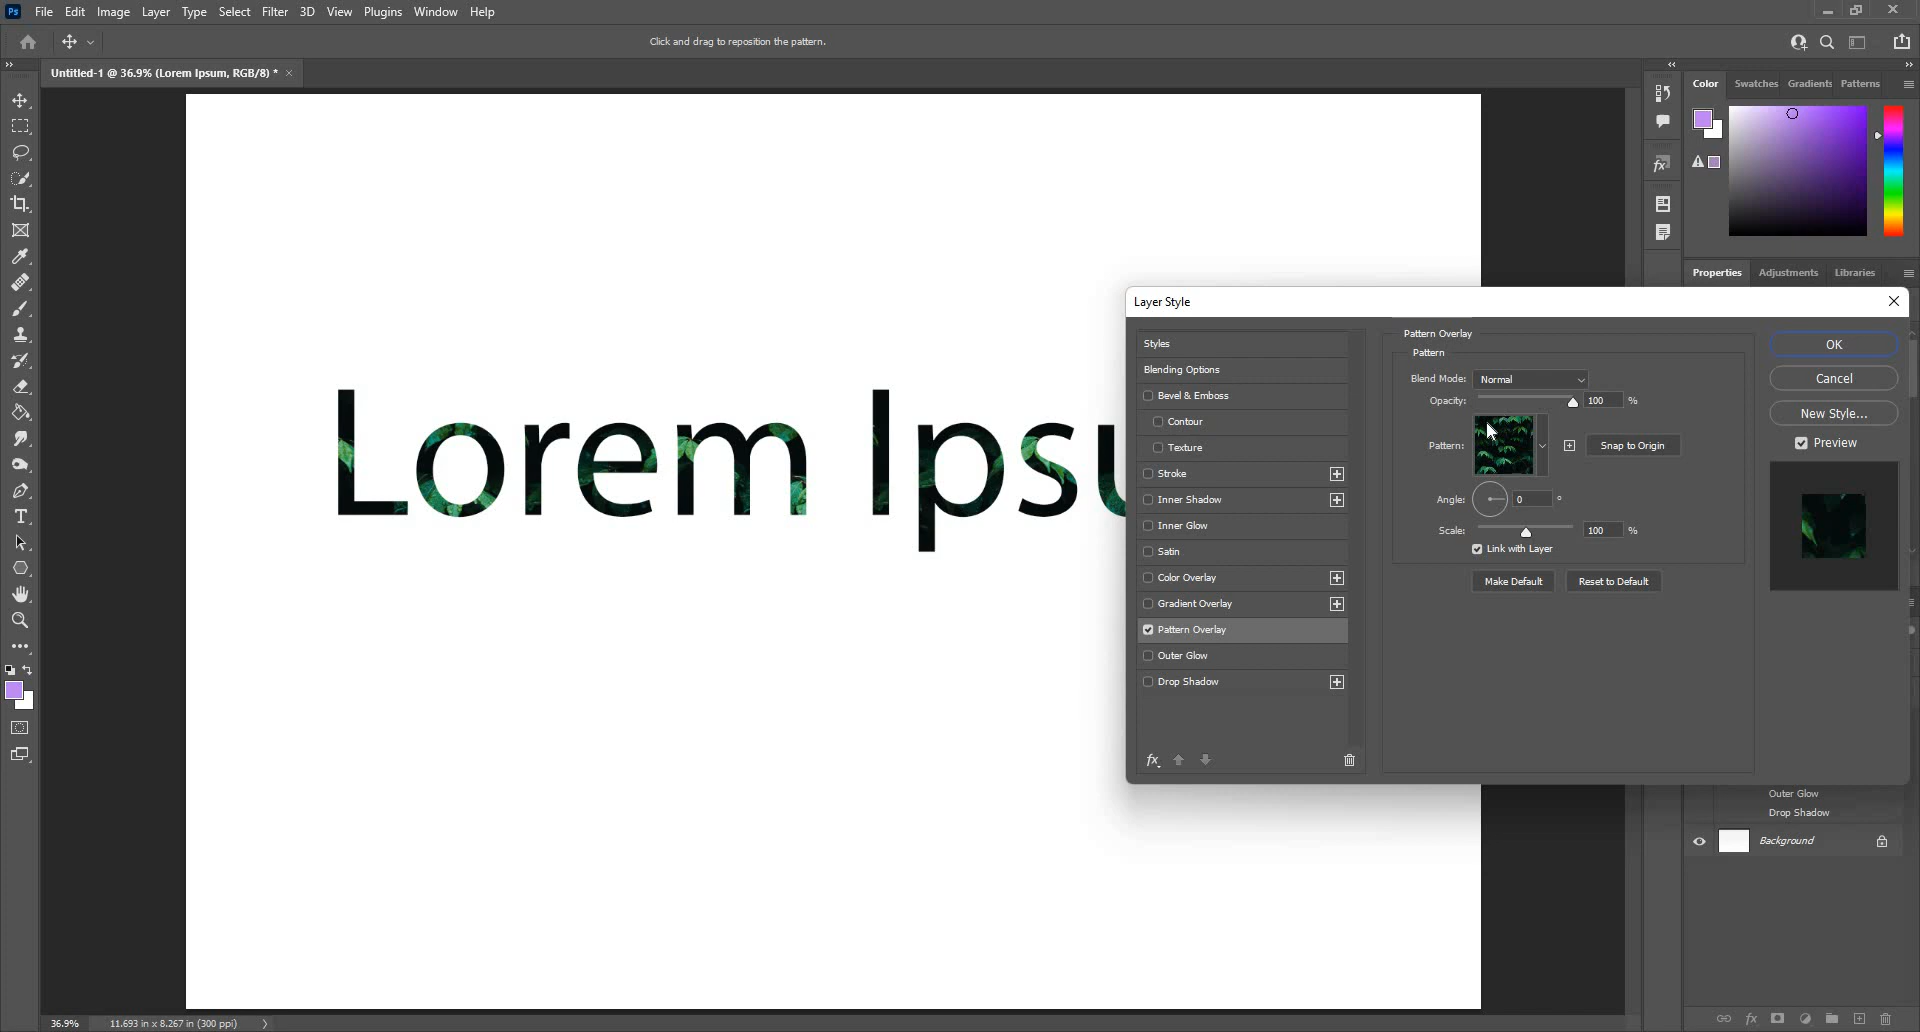 Ps File Edit Image Layer Type Select Filter 3D View Plugins Window Help
Click and drag to reposition the pattern.
Untitled-1 @ 36.9% (Lorem Ipsum, RGB/8) *
Color Swatches Gradients Patterns
Properties Adjustments Libraries
Lorem Ipsu
Layer Style
Styles
Blending Options
Bevel & Emboss
Contour
Texture
Stroke
Inner Shadow
Inner Glow
Satin
Color Overlay
Gradient Overlay
Pattern Overlay
Outer Glow
Drop Shadow
fx
Pattern Overlay
Pattern
Blend Mode: Normal
Opacity: 100 %
Pattern: Snap to Origin
Angle: 0 °
Scale: 100 %
Link with Layer
Make Default Reset to Default
OK
Cancel
New Style...
Preview
Outer Glow
Drop Shadow
Background
36.9% 11.693 in x 8.267 in (300 ppi)
fx